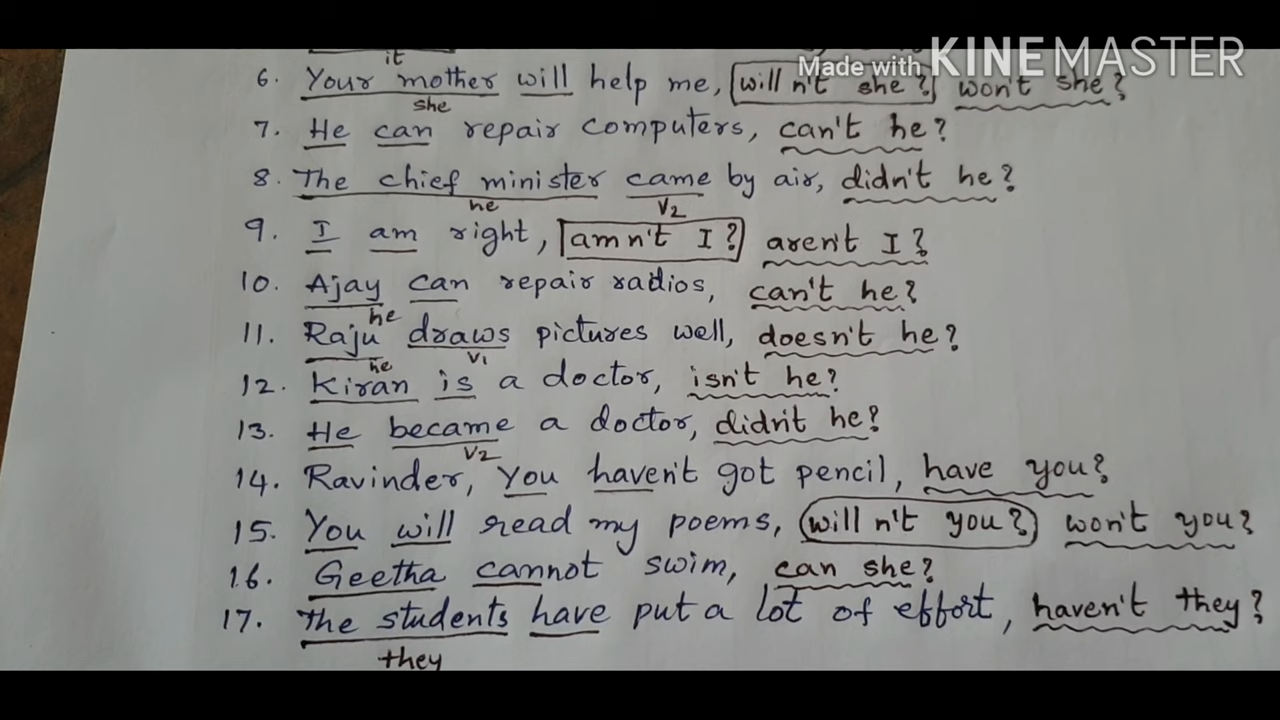 it
Made with KINEMASTER
6. Your mother will help me, will n't she? won't she?
she
7. He can repair computers, can't he?
8. The chief minister came by air, didn't he?
he V2
9. I am right, amn't I? aren't I?
10. Ajay can repair radios, can't he?
he
11. Raju draws pictures well, doesn't he?
he V1
12. Kiran is a doctor, isn't he?
13. He became a doctor, didn't he?
V2
14. Ravinder, You haven't got pencil, have you?
15. You will read my poems, will n't you? won't you?
16. Geetha cannot swim, can she?
17. The students have put a lot of effort, haven't they?
they